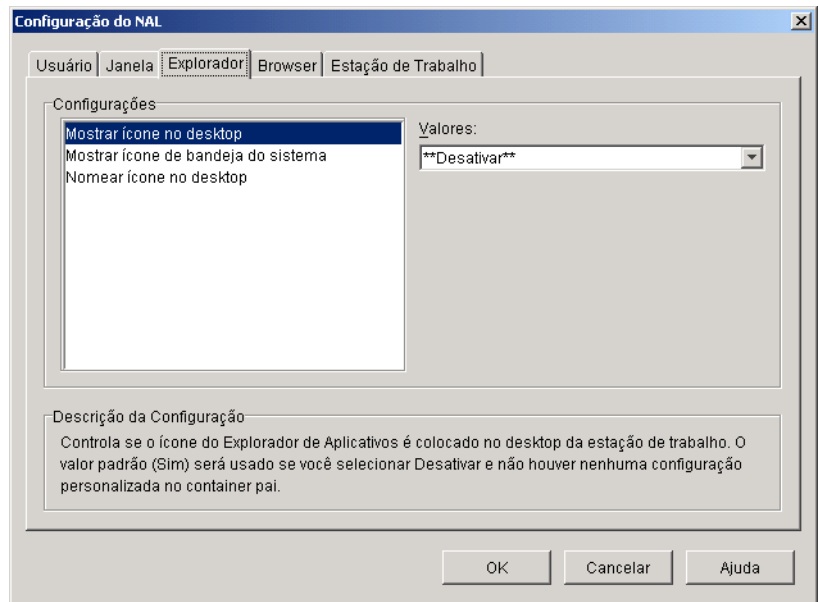 Configuração do NAL
Usuário Janela Explorador Browser Estação de Trabalho
Configurações
Mostrar ícone no desktop
Mostrar ícone de bandeja do sistema
Nomear ícone no desktop
Valores:
**Desativar**
Descrição da Configuração
Controla se o ícone do Explorador de Aplicativos é colocado no desktop da estação de trabalho. O
valor padrão (Sim) será usado se você selecionar Desativar e não houver nenhuma configuração
personalizada no container pai.
OK Cancelar Ajuda